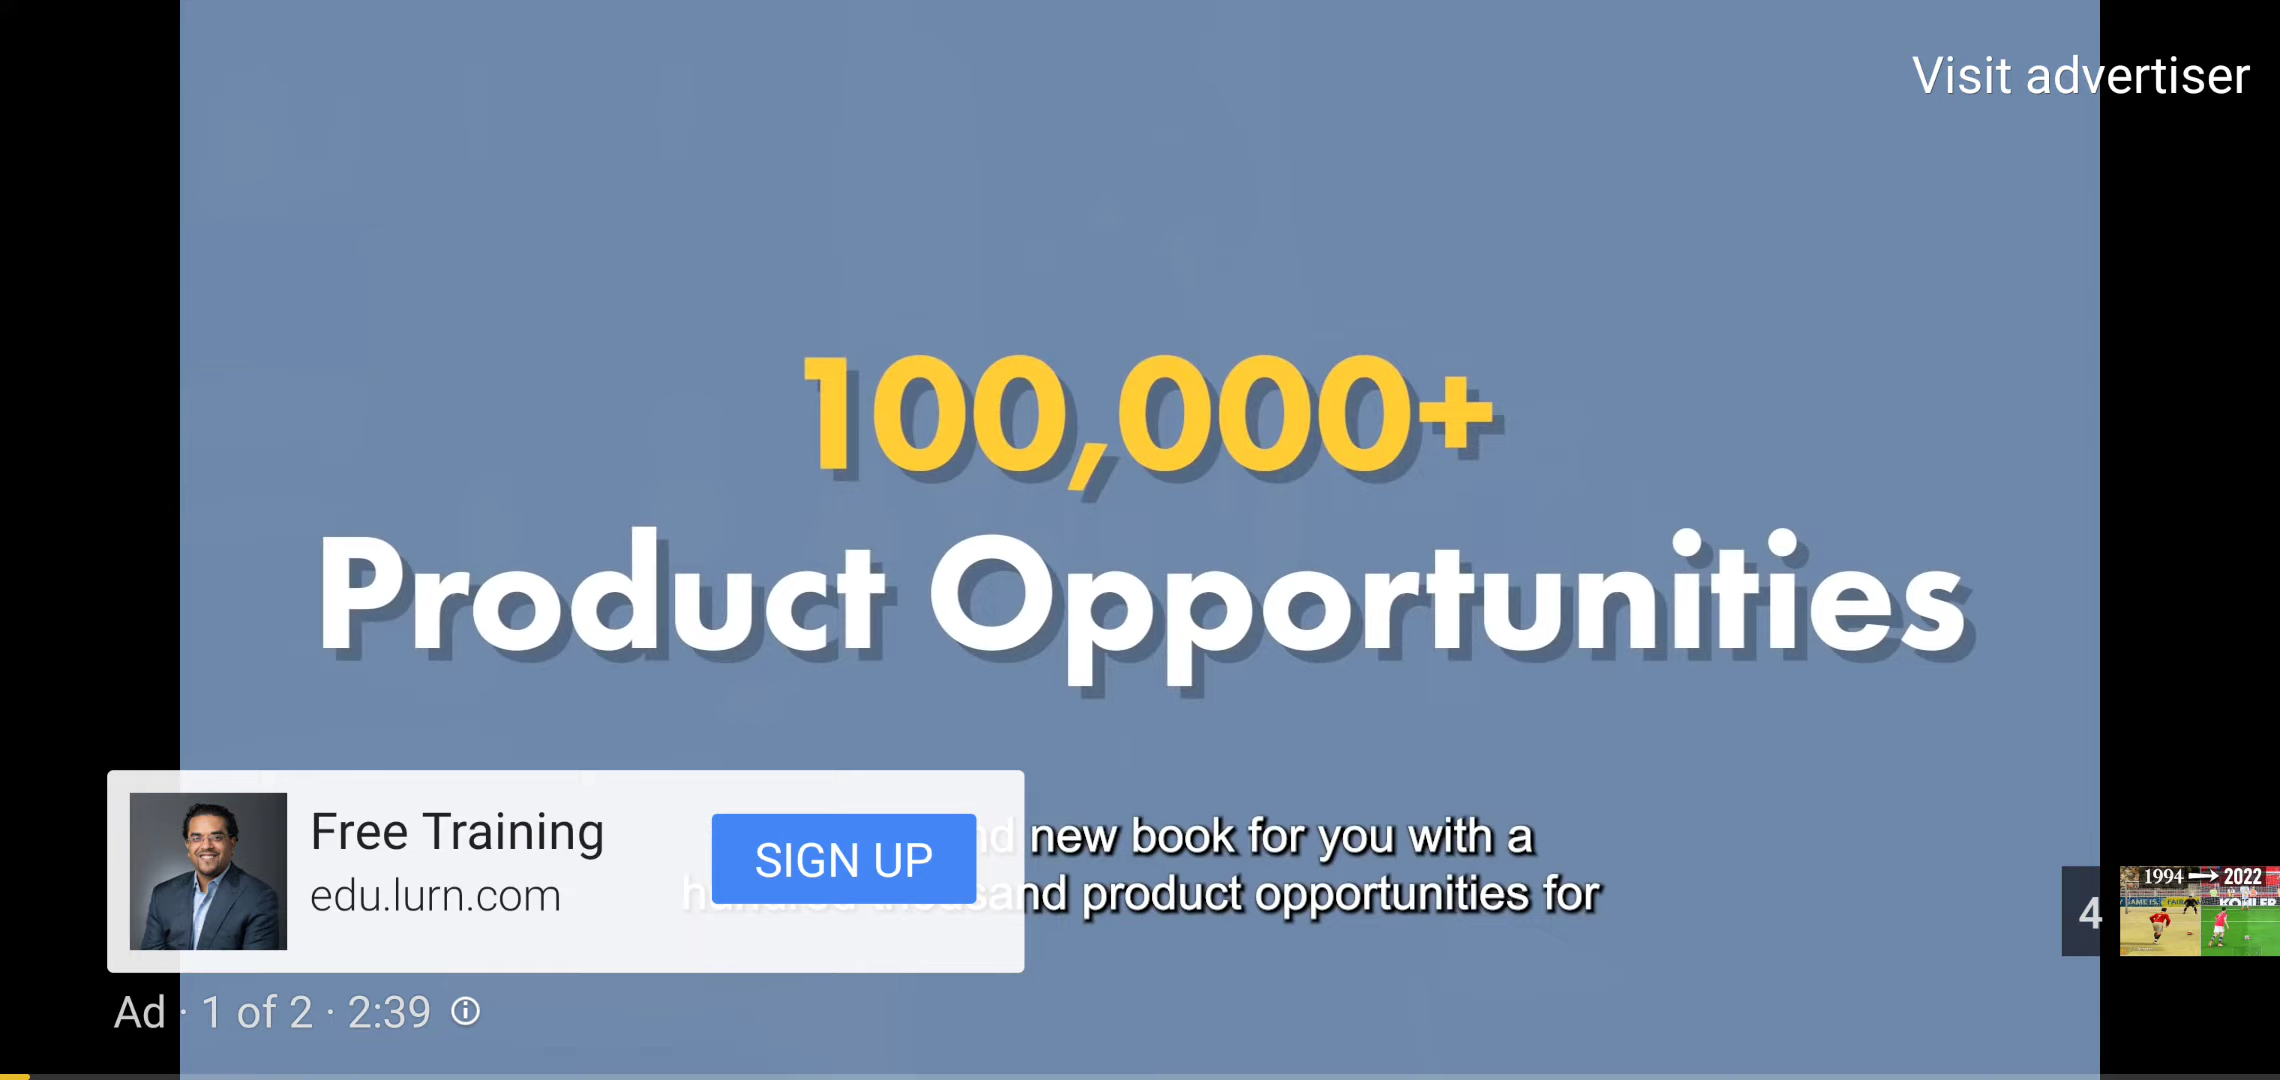 Visit advertiser
100,000+
Product Opportunities
Free Training
edu.lurn.com
SIGN UP
new book for you with a
product opportunities for
Ad · 1 of 2 · 2:39
4
1994 → 2022
KOHLER